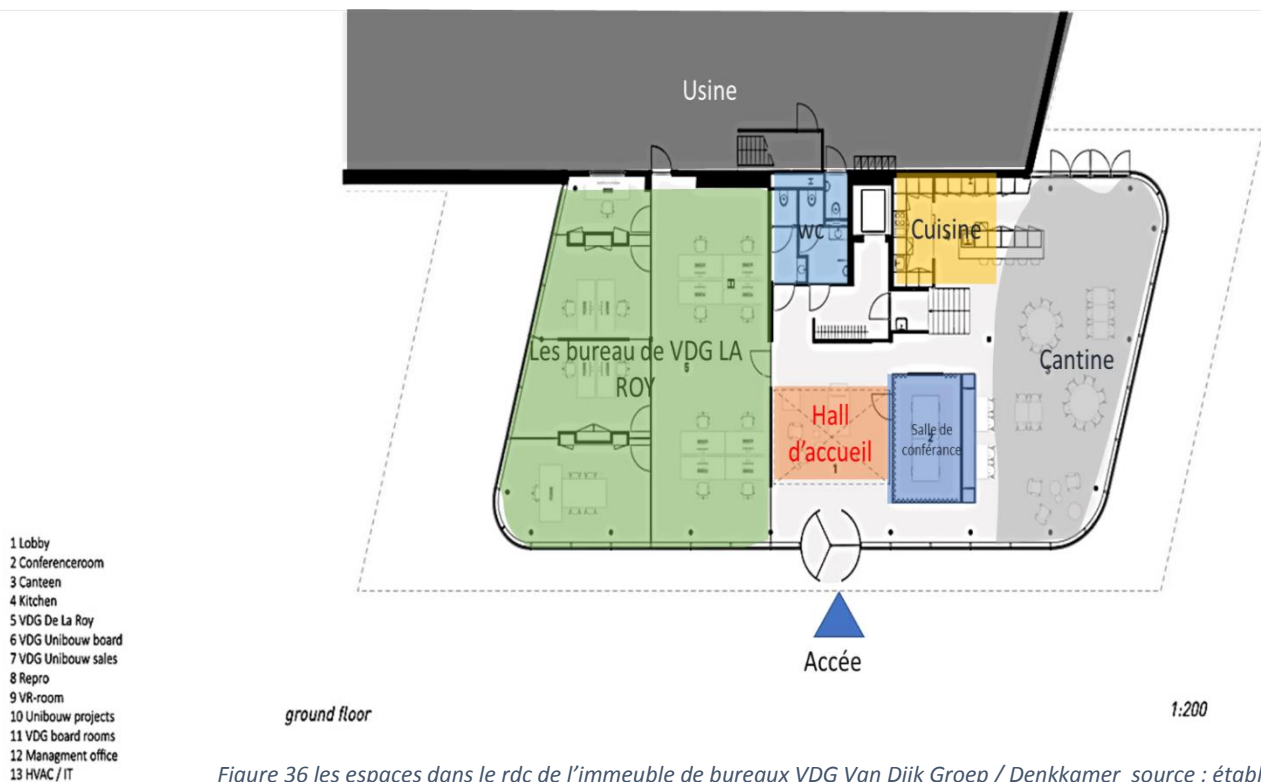 Usine
wc
Cuisine
Les bureau de VDG LA
ROY
5
Hall
d'accueil
1
Salle de
conférance
2
Cantine
3
Accée
1 Lobby
2 Conferenceroom
3 Canteen
4 Kitchen
5 VDG De La Roy
6 VDG Unibouw board
7 VDG Unibouw sales
8 Repro
9 VR-room
10 Unibouw projects
11 VDG board rooms
12 Managment office
13 HVAC / IT
ground floor
1:200
Figure 36 les espaces dans le rdc de l'immeuble de bureaux VDG Van Dijk Groep / Denkkamer source : établ